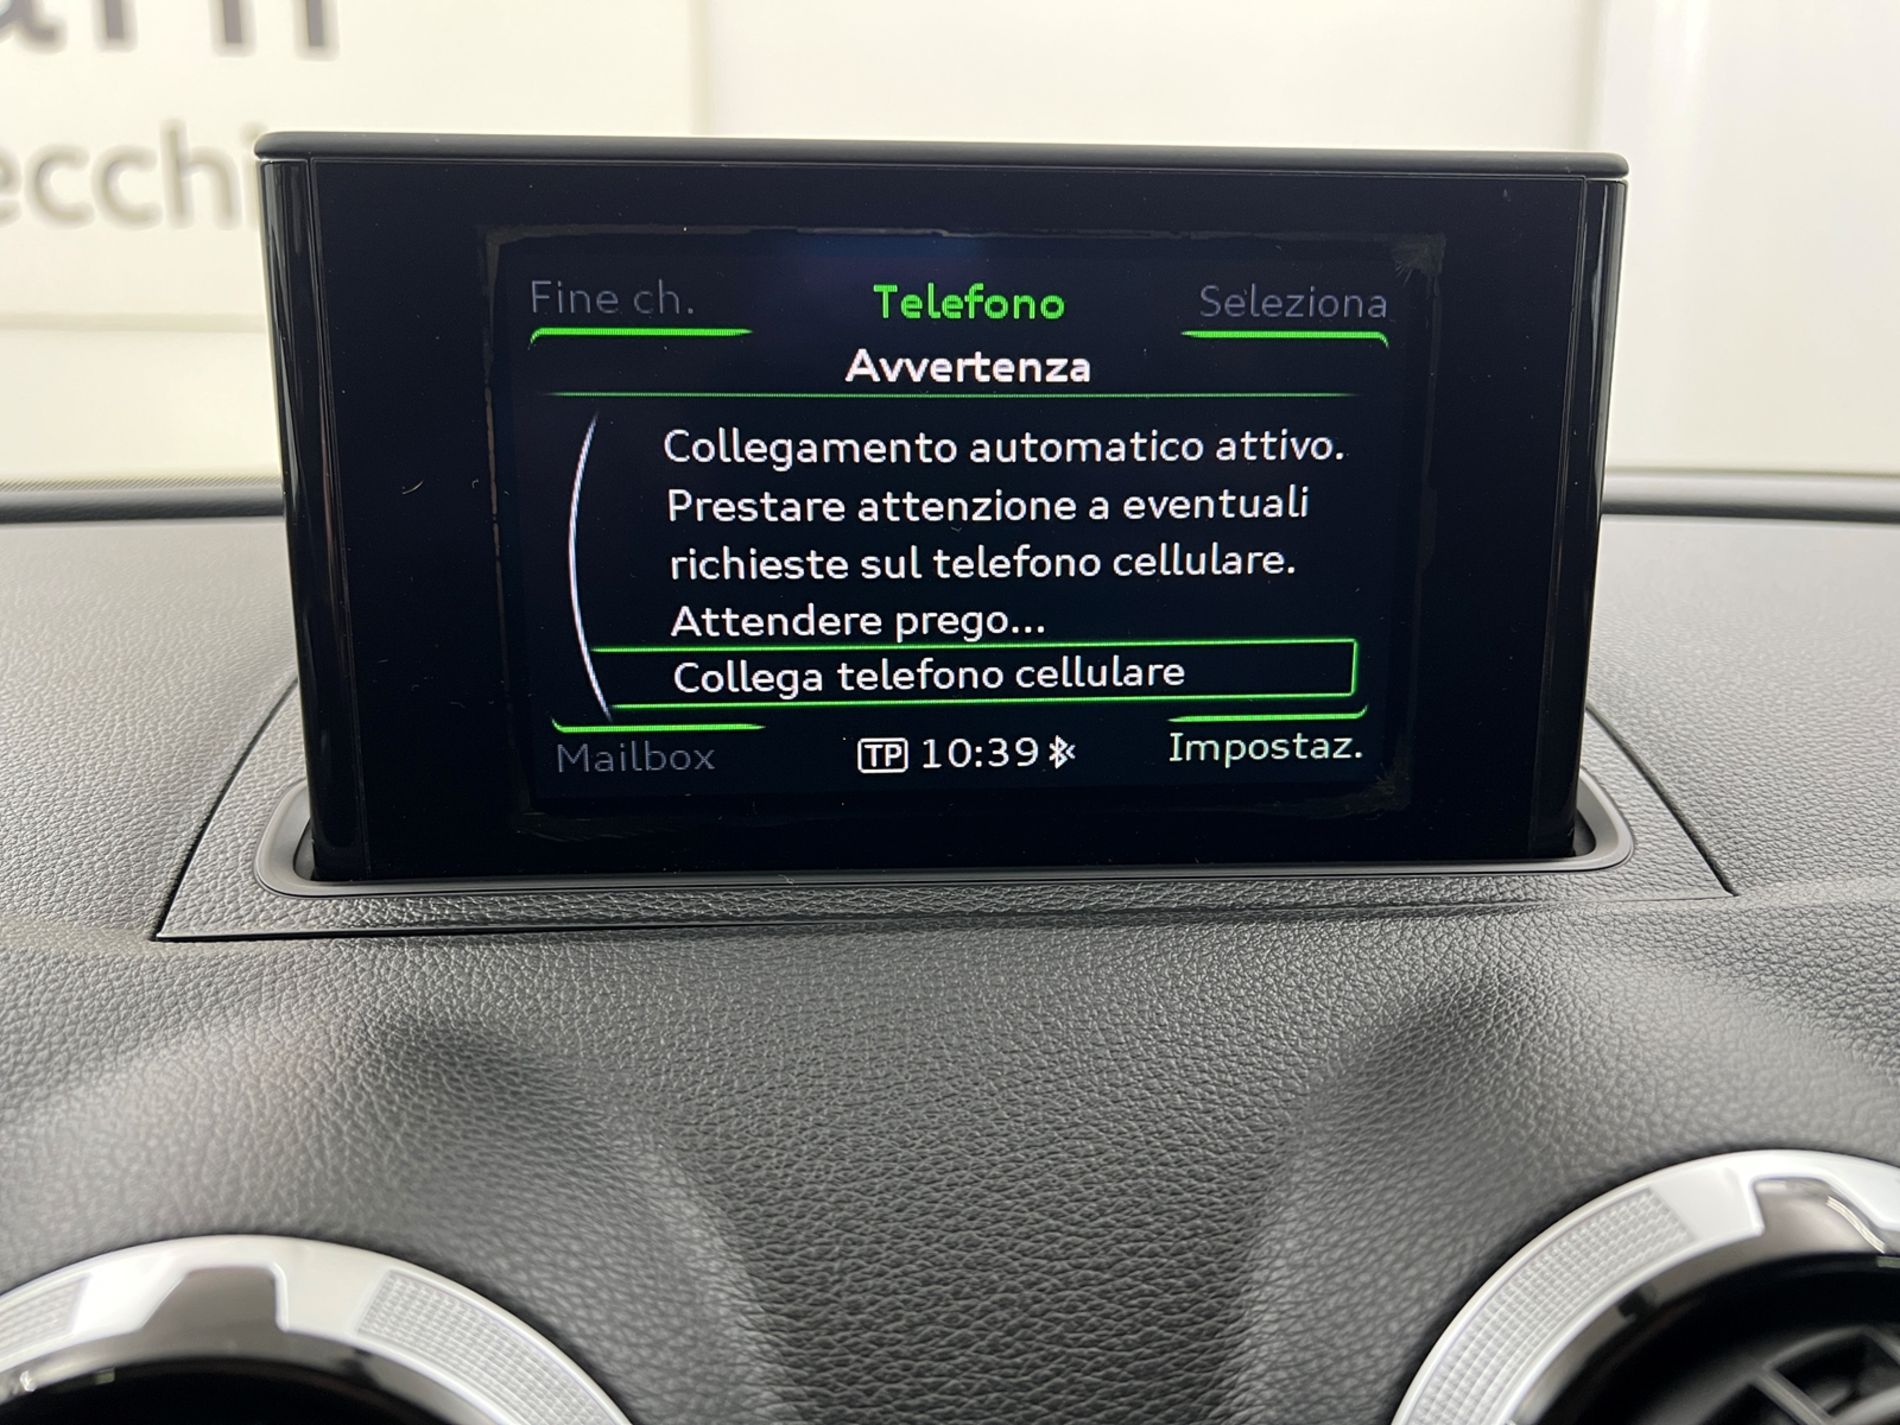 ecchi
Fine ch. Telefono Seleziona
Avvertenza
Collegamento automatico attivo.
Prestare attenzione a eventuali
richieste sul telefono cellulare.
Attendere prego...
Collega telefono cellulare
Mailbox TP 10:39 Impostaz.